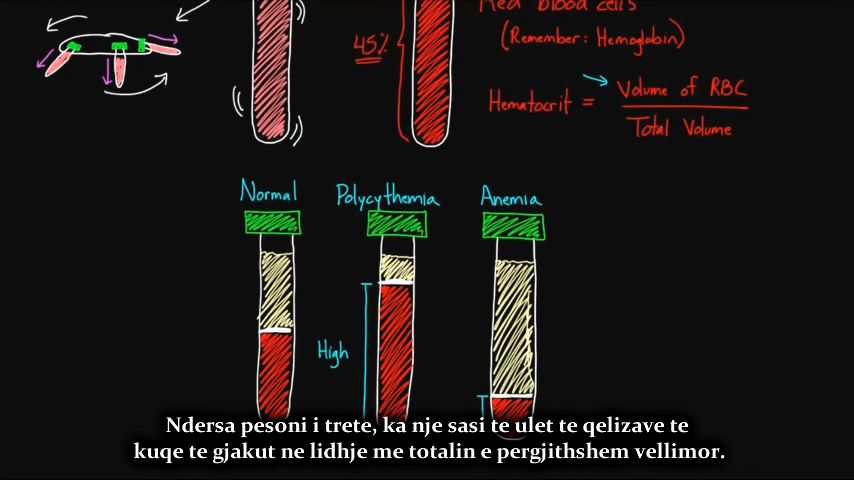 Red blood cells
45%
(Remember: Hemoglobin)
Hematocrit = Volume of RBC
Total Volume
Normal
Polycythemia
Anemia
High
Ndersa pesoni i trete, ka nje sasi te ulet te qelizave te
kuqe te gjakut ne lidhje me totalin e pergjithshem vellimor.